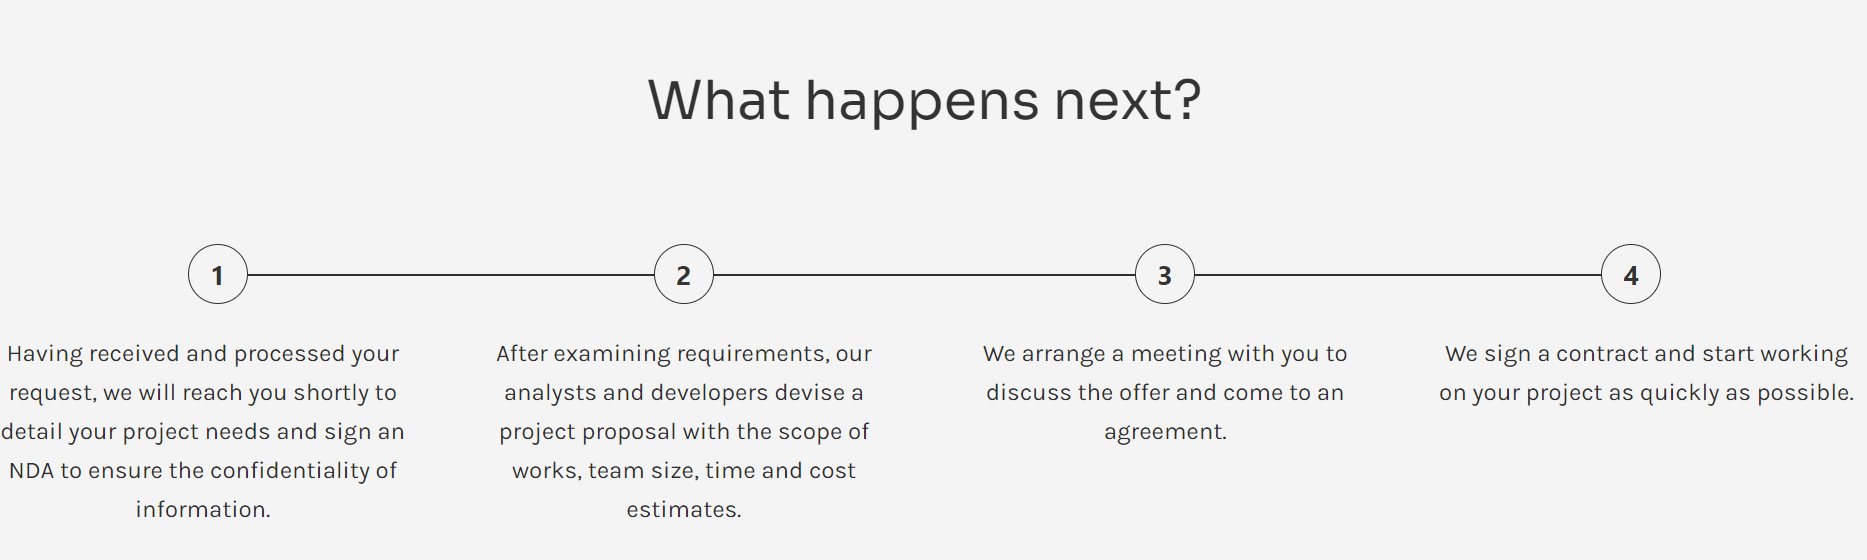 What happens next?
1
Having received and processed your
request, we will reach you shortly to
detail your project needs and sign an
NDA to ensure the confidentiality of
information.
2
After examining requirements, our
analysts and developers devise a
project proposal with the scope of
works, team size, time and cost
estimates.
3
We arrange a meeting with you to
discuss the offer and come to an
agreement.
4
We sign a contract and start working
on your project as quickly as possible.